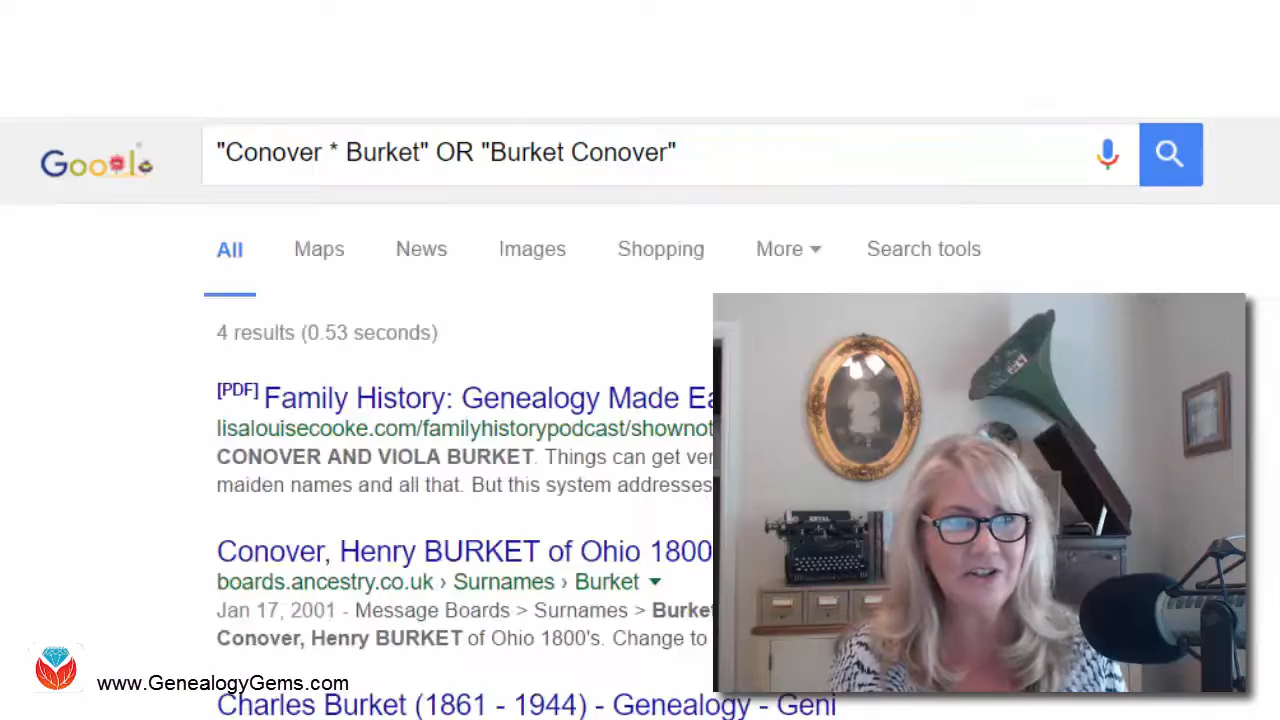 Google
"Conover * Burket" OR "Burket Conover"
All Maps News Images Shopping More Search tools
4 results (0.53 seconds)
[PDF] Family History: Genealogy Made Ea
lisalouisecooke.com/familyhistorypodcast/shownot
CONOVER AND VIOLA BURKET. Things can get ver
maiden names and all that. But this system addresses
Conover, Henry BURKET of Ohio 1800
boards.ancestry.co.uk › Surnames › Burket
Jan 17, 2001 - Message Boards > Surnames > Burket
Conover, Henry BURKET of Ohio 1800's. Change to
www.GenealogyGems.com
Charles Burket (1861 - 1944) - Genealogy - Geni
ROYAL